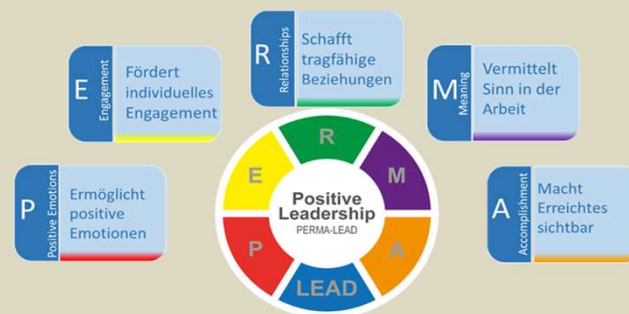 P
Positive Emotions
Ermöglicht
positive
Emotionen
E
Engagement
Fördert
individuelles
Engagement
R
Relationships
Schafft
tragfähige
Beziehungen
M
Meaning
Vermittelt
Sinn in der
Arbeit
A
Accomplishment
Macht
Erreichtes
sichtbar
R
E
M
Positive
Leadership
PERMA-LEAD
P
A
LEAD